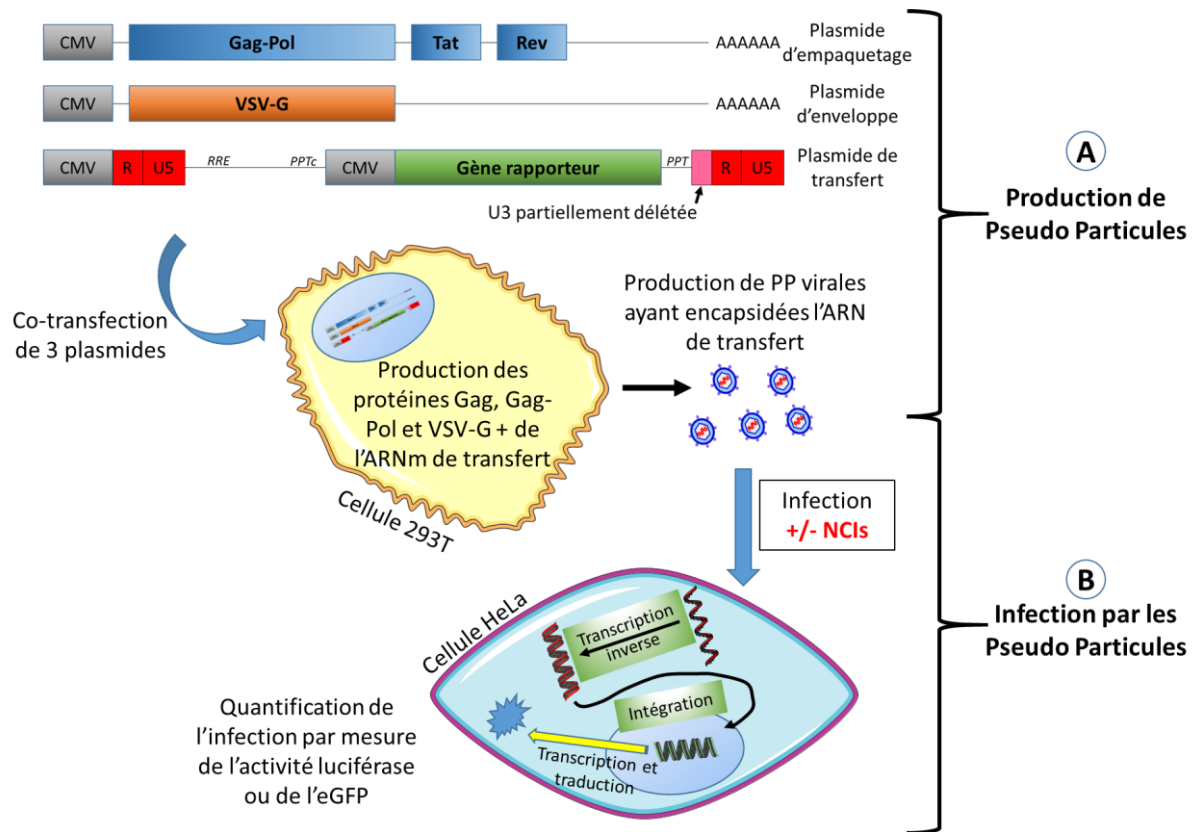 CMV
Gag-Pol
Tat
Rev
AAAAAA
Plasmide
d'empaquetage
CMV
VSV-G
AAAAAA
Plasmide
d'enveloppe
CMV
R
U5
RRE
PPTc
CMV
Gène rapporteur
PPT
R
U5
Plasmide de
transfert
U3 partiellement délétée
A
Production de
Pseudo Particules
Co-transfection
de 3 plasmides
Production des
protéines Gag, Gag-
Pol et VSV-G + de
l'ARNm de transfert
Cellule 293T
Production de PP virales
ayant encapsidées l'ARN
de transfert
Infection
+/- NCIs
B
Infection par les
Pseudo Particules
Cellule HeLa
Transcription
inverse
Intégration
Transcription et
traduction
Quantification de
l'infection par mesure
de l'activité luciférase
ou de l'eGFP